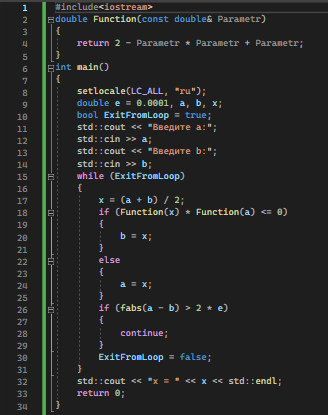 1 #include<iostream>
2 double Function(const double& Parametr)
3 {
4 return 2 - Parametr * Parametr + Parametr;
5 }
6 int main()
7 {
8 setlocale(LC_ALL, "ru");
9 double e = 0.0001, a, b, x;
10 bool ExitFromLoop = true;
11 std::cout << "Введите a:";
12 std::cin >> a;
13 std::cout << "Введите b:";
14 std::cin >> b;
15 while (ExitFromLoop)
16 {
17 x = (a + b) / 2;
18 if (Function(x) * Function(a) <= 0)
19 {
20 b = x;
21 }
22 else
23 {
24 a = x;
25 }
26 if (fabs(a - b) > 2 * e)
27 {
28 continue;
29 }
30 ExitFromLoop = false;
31 }
32 std::cout << "x = " << x << std::endl;
33 return 0;
34 }